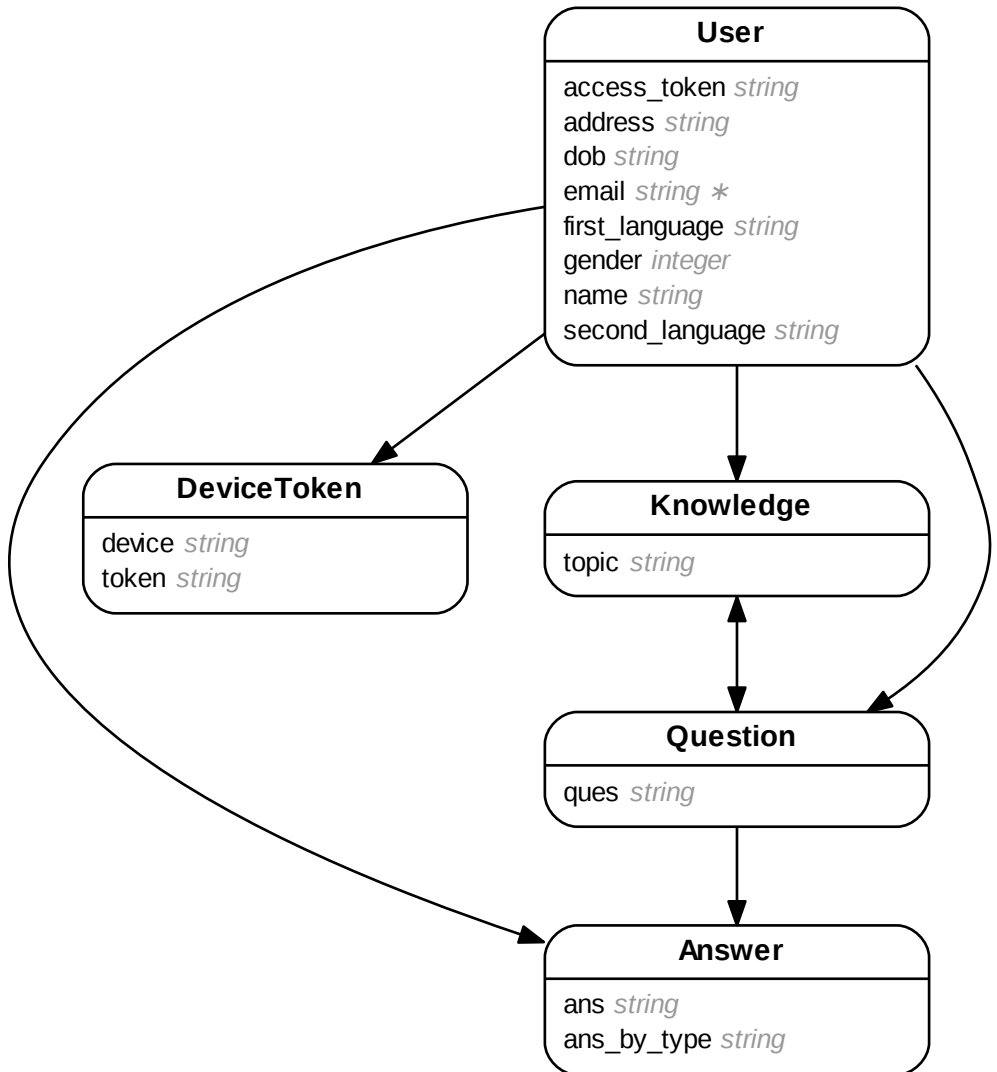 User
access_token string
address string
dob string
email string ∗
first_language string
gender integer
name string
second_language string
DeviceToken
device string
token string
Knowledge
topic string
Question
ques string
Answer
ans string
ans_by_type string